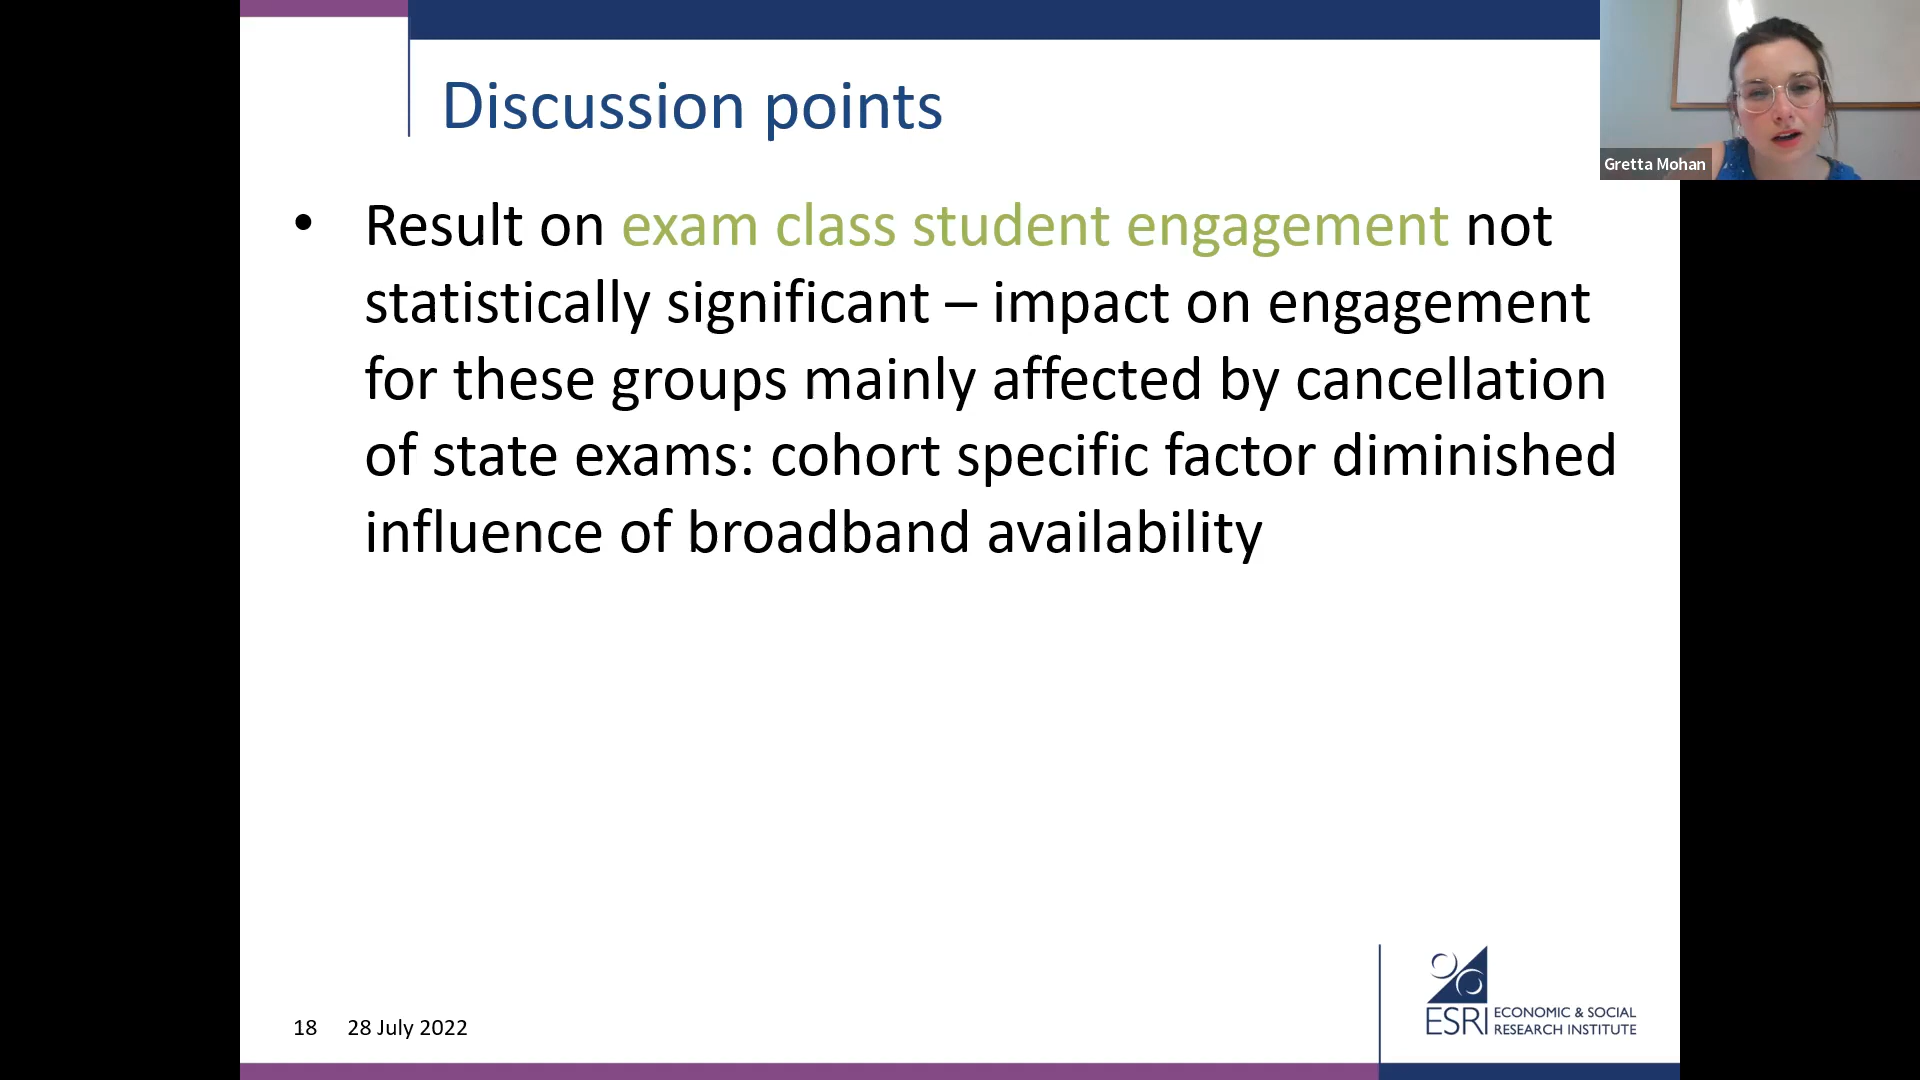 Discussion points
Gretta Mohan
• Result on exam class student engagement not
statistically significant – impact on engagement
for these groups mainly affected by cancellation
of state exams: cohort specific factor diminished
influence of broadband availability
18 28 July 2022
ESRI
ECONOMIC & SOCIAL
RESEARCH INSTITUTE